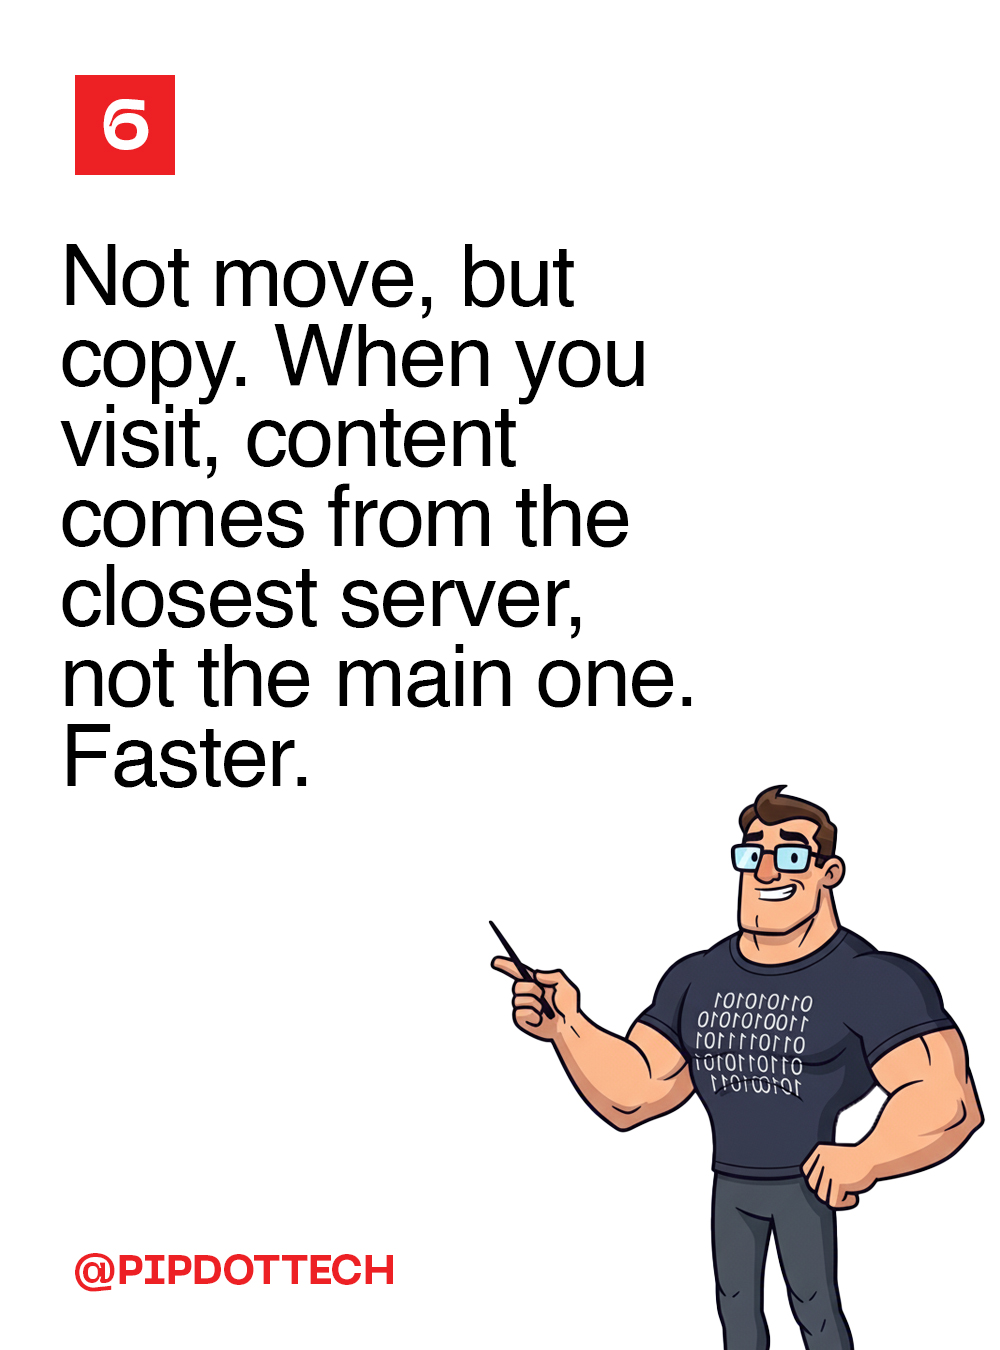 6
Not move, but
copy. When you
visit, content
comes from the
closest server,
not the main one.
Faster.
@PIPDOTTECH